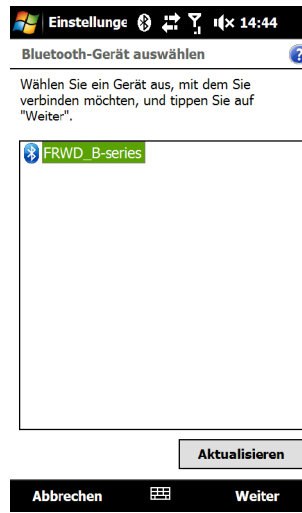 Einstellunge 14:44
Bluetooth-Gerät auswählen ?
Wählen Sie ein Gerät aus, mit dem Sie
verbinden möchten, und tippen Sie auf
"Weiter".
FRWD_B-series
Aktualisieren
Abbrechen Weiter